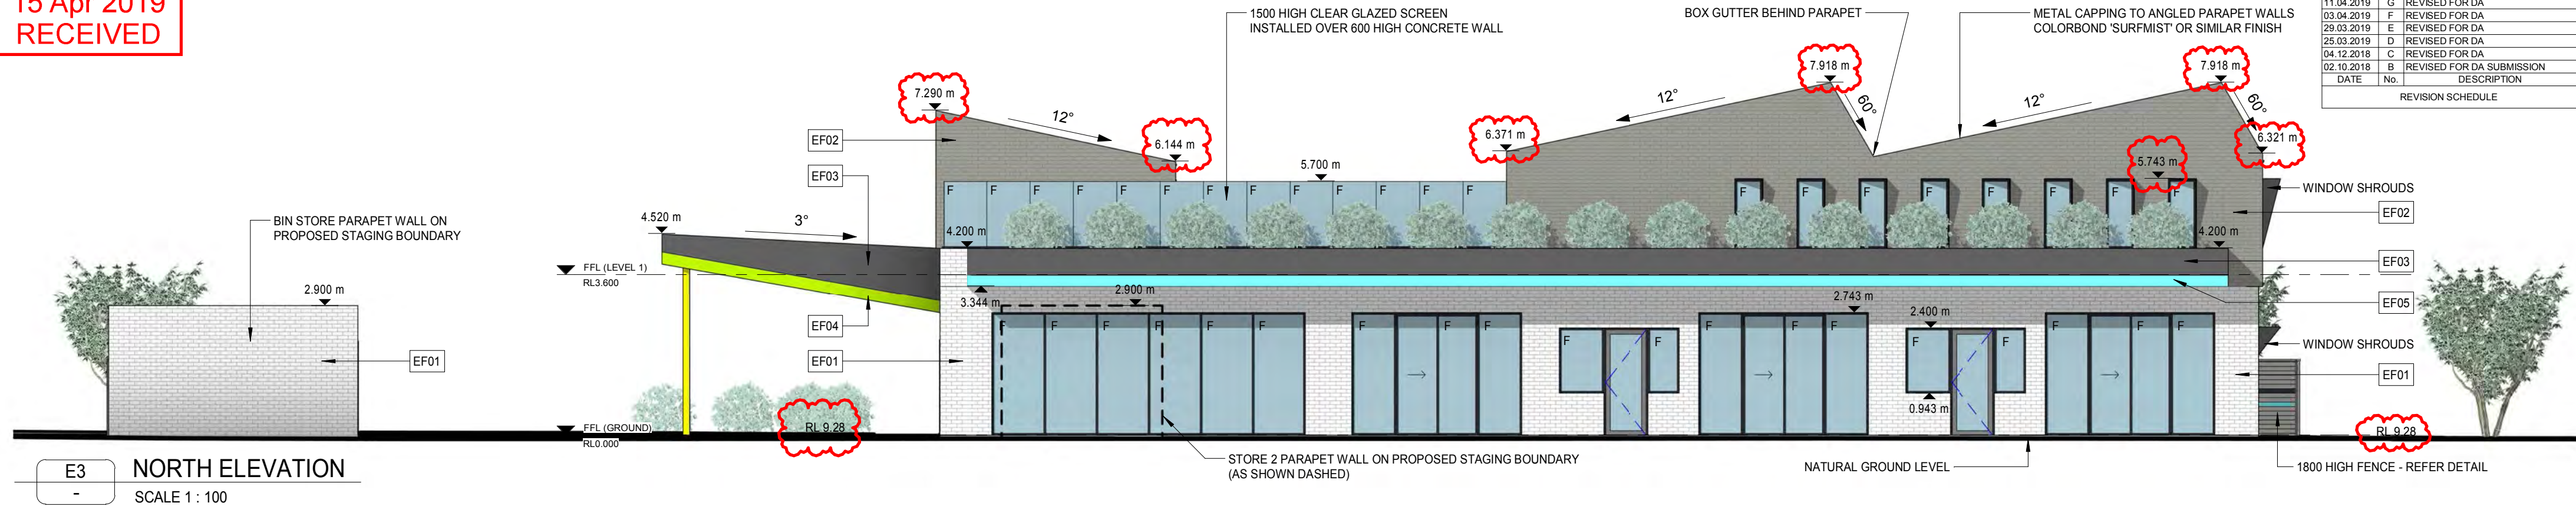 15 Apr 2019
RECEIVED
1500 HIGH CLEAR GLAZED SCREEN
INSTALLED OVER 600 HIGH CONCRETE WALL
BOX GUTTER BEHIND PARAPET
METAL CAPPING TO ANGLED PARAPET WALLS
COLORBOND 'SURFMIST' OR SIMILAR FINISH
11.04.2019 G REVISED FOR DA
03.04.2019 F REVISED FOR DA
29.03.2019 E REVISED FOR DA
25.03.2019 D REVISED FOR DA
04.12.2018 C REVISED FOR DA
02.10.2018 B REVISED FOR DA SUBMISSION
DATE No. DESCRIPTION
REVISION SCHEDULE
7.290 m
12°
6.144 m
6.371 m
12°
7.918 m
60°
12°
7.918 m
60°
6.321 m
5.743 m
5.700 m
EF02
EF03
F F F F F F F F F F F F F
F F F F F F F F
WINDOW SHROUDS
EF02
BIN STORE PARAPET WALL ON
PROPOSED STAGING BOUNDARY
4.520 m
3°
4.200 m
4.200 m
EF03
FFL (LEVEL 1)
RL3.600
2.900 m
3.344 m
2.900 m
2.743 m
2.400 m
EF05
EF04
EF01
EF01
F F F F F F
F F F
F F
F F F
F F
F F F
WINDOW SHROUDS
EF01
0.943 m
FFL (GROUND)
RL0.000
RL 9.28
RL 9.28
E3
-
NORTH ELEVATION
SCALE 1 : 100
STORE 2 PARAPET WALL ON PROPOSED STAGING BOUNDARY
(AS SHOWN DASHED)
NATURAL GROUND LEVEL
1800 HIGH FENCE - REFER DETAIL